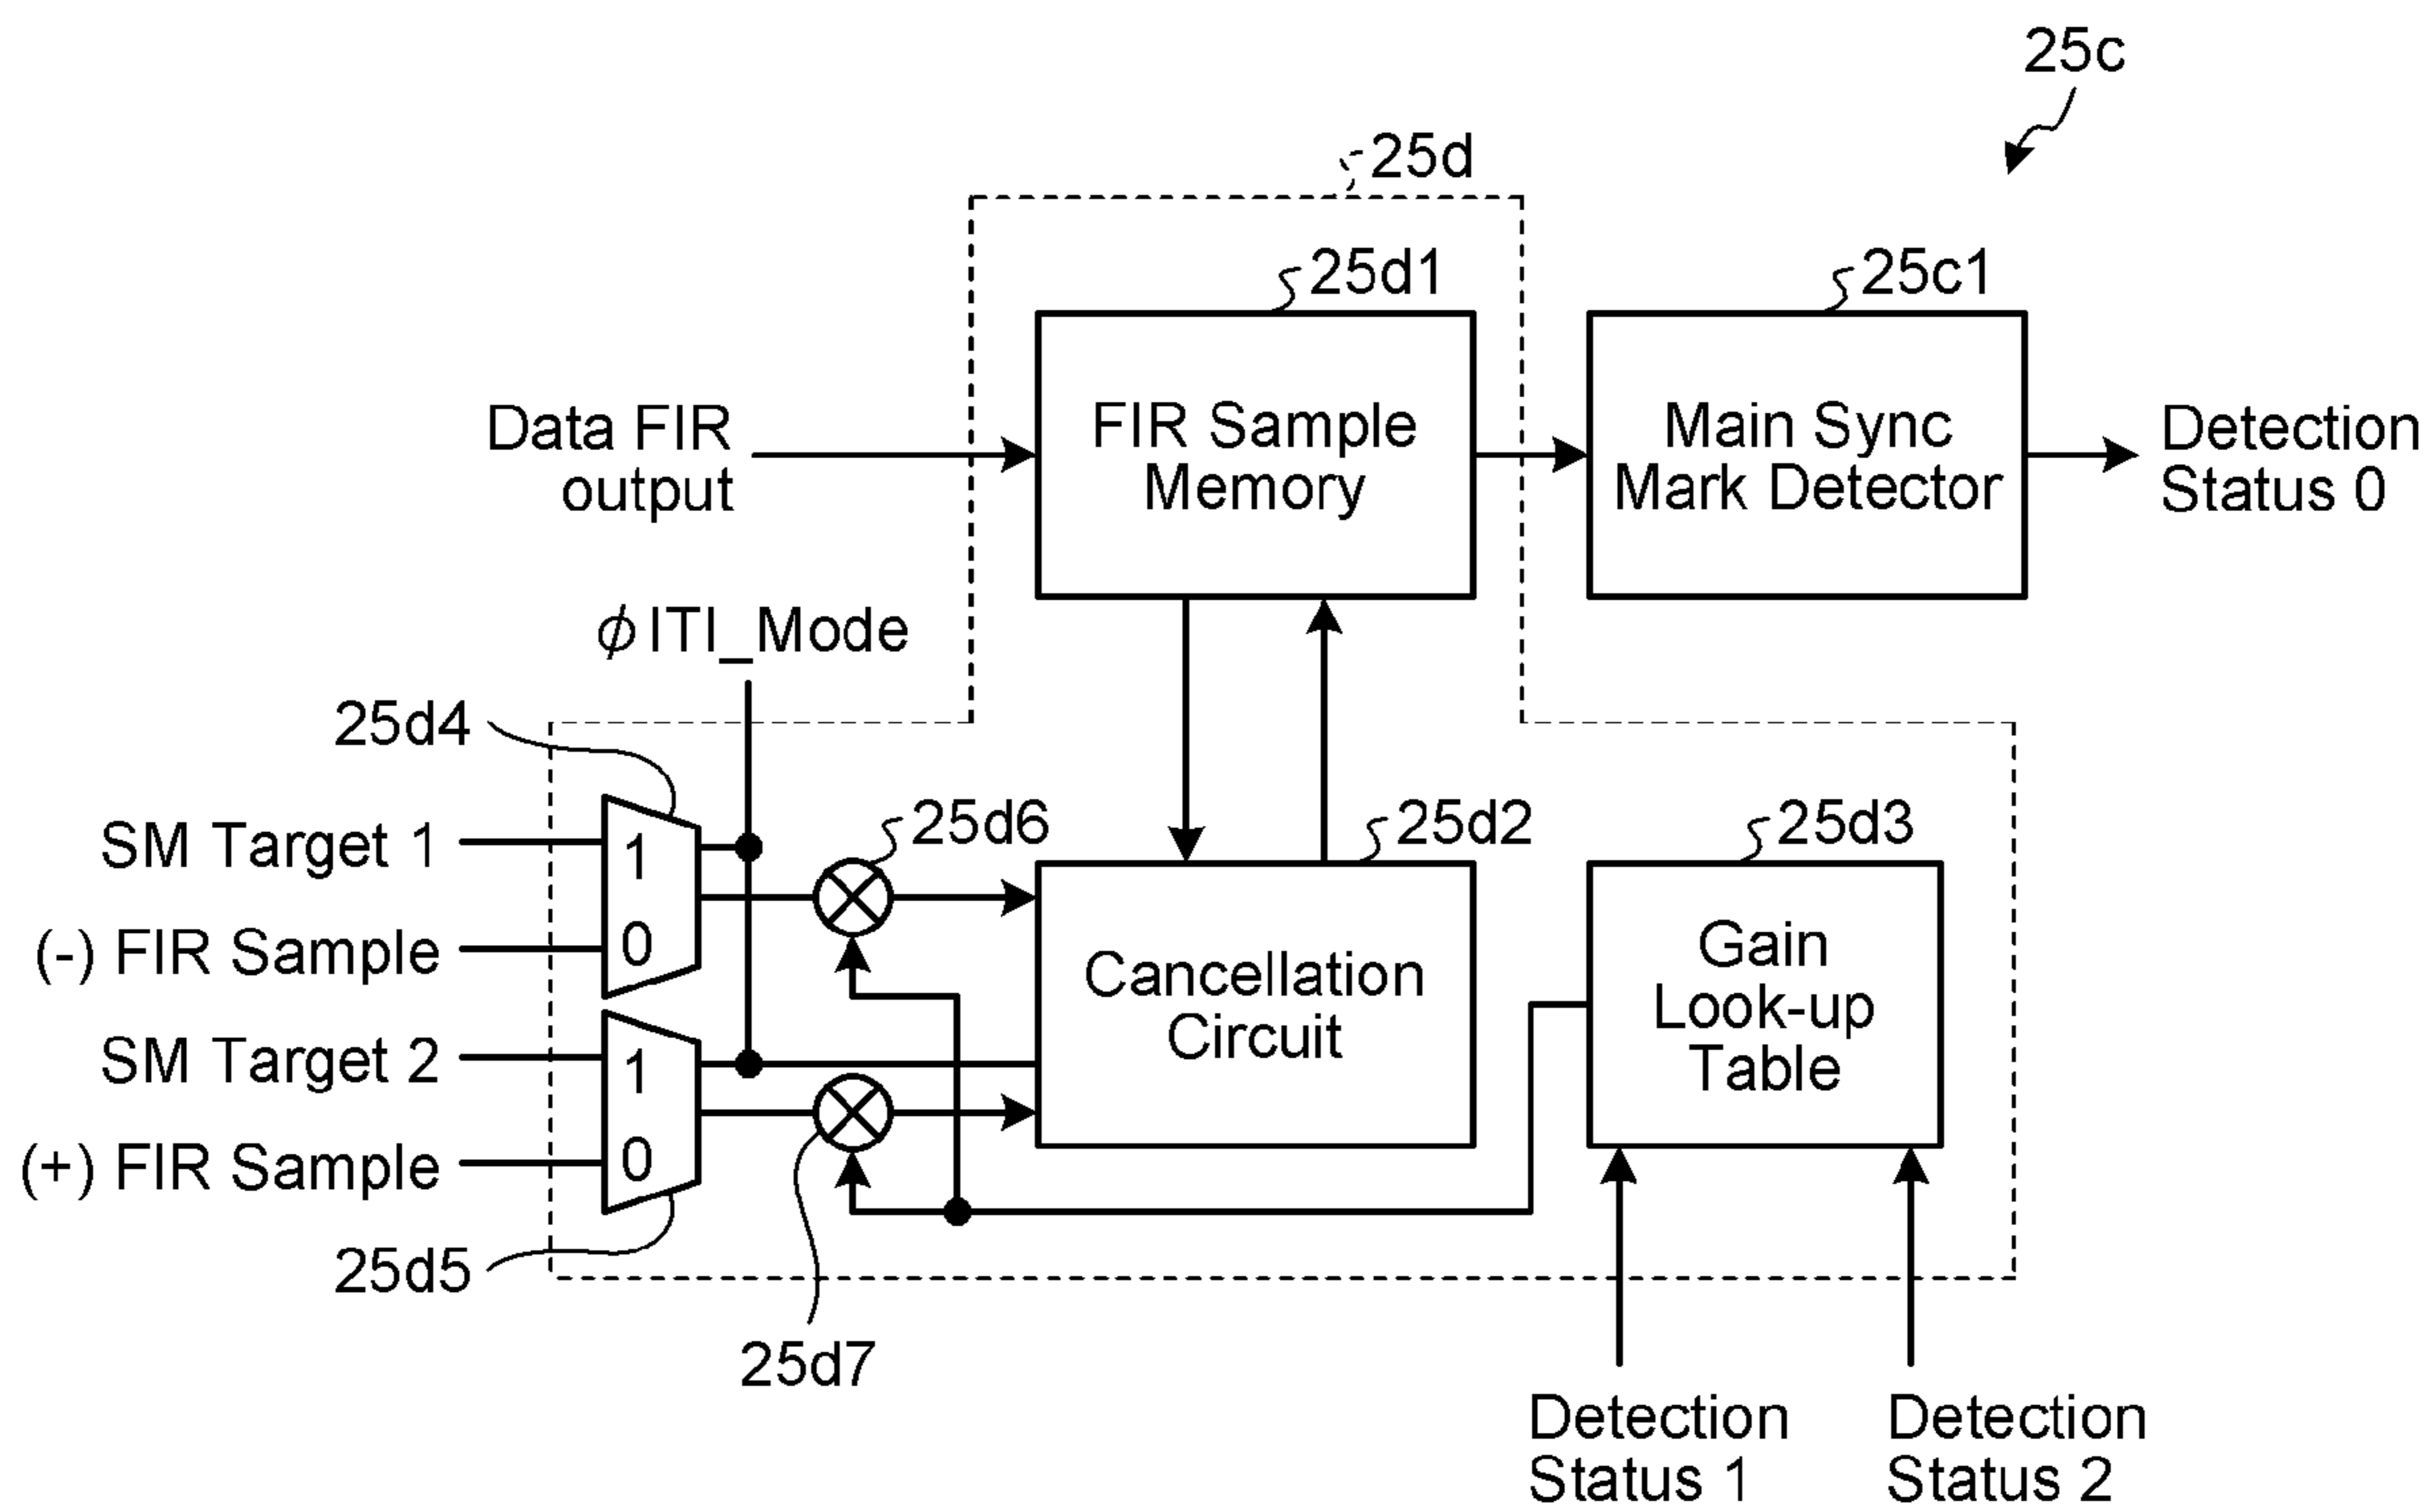 25c
25d
25d1
25c1
Data FIR
output
FIR Sample
Memory
Main Sync
Mark Detector
Detection
Status 0
ϕ ITI_Mode
25d4
25d6
25d2
25d3
SM Target 1
1
(-) FIR Sample
0
SM Target 2
1
(+) FIR Sample
0
Cancellation
Circuit
Gain
Look-up
Table
25d5
25d7
Detection
Status 1
Detection
Status 2